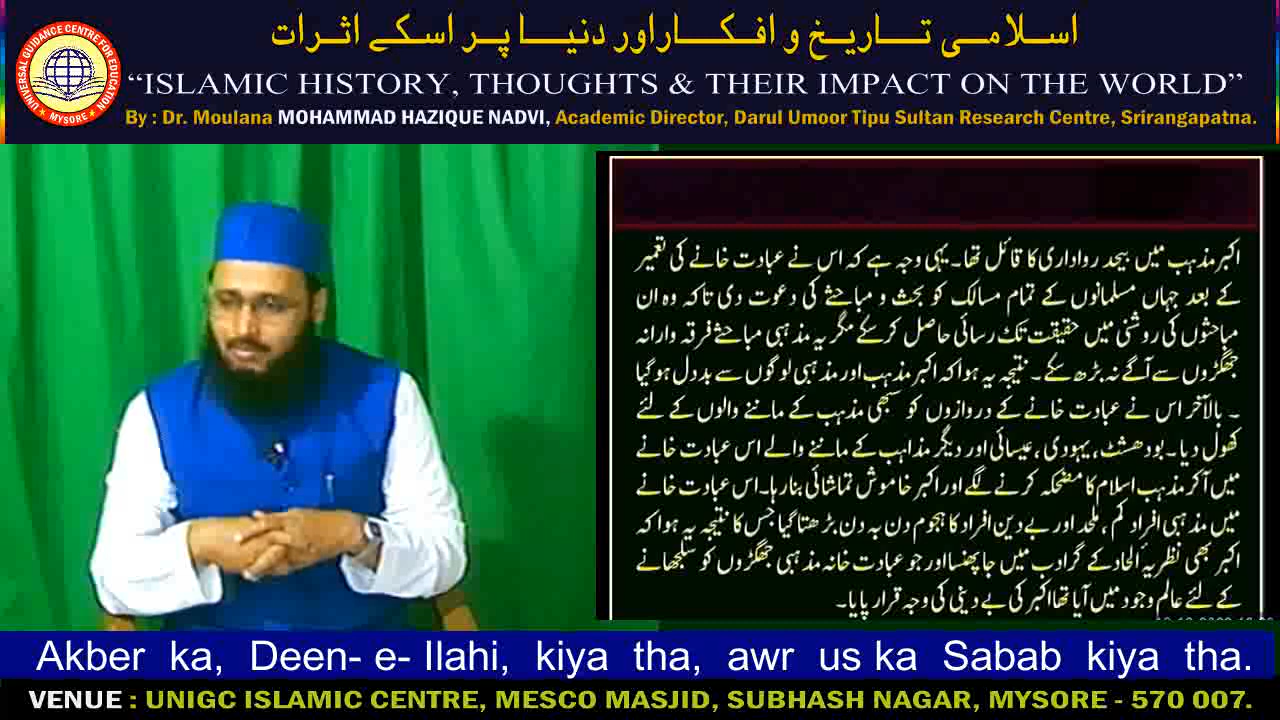 اسلامی تاریخ و افکار اور دنیا پر اسکے اثرات
“ISLAMIC HISTORY, THOUGHTS & THEIR IMPACT ON THE WORLD”
By : Dr. Moulana MOHAMMAD HAZIQUE NADVI, Academic Director, Darul Umoor Tipu Sultan Research Centre, Srirangapatna.
UNIVERSAL GUIDANCE CENTRE FOR EDUCATION
MYSORE
اکبر مذہب میں بیحد رواداری کا قائل تھا۔ یہی وجہ ہے کہ اس نے عبادت خانے کی تعمیر
کے بعد جہاں مسلمانوں کے تمام مسالک کو بحث و مباحثے کی دعوت دی تاکہ وہ ان
مباحثوں کی روشنی میں حقیقت تک رسائی حاصل کرسکے مگر یہ مذہبی مباحثے فرقہ وارانہ
جھگڑوں سے آگے نہ بڑھ سکے۔ نتیجہ یہ ہوا کہ اکبر مذہب اور مذہبی لوگوں سے بددل ہوگیا
۔ بالآخر اس نے عبادت خانے کے دروازوں کو سبھی مذہب کے ماننے والوں کے لئے
کھول دیا۔ بودھشٹ، یہودی، عیسائی اور دیگر مذاہب کے ماننے والے اس عبادت خانے
میں آکر مذہب اسلام کا مضحکہ کرنے لگے اور اکبر خاموش تماشائی بنا رہا۔ اس عبادت خانے
میں مذہبی افراد کم، ملحد اور بے دین افراد کا ہجوم دن بہ دن بڑھتا گیا جس کا نتیجہ یہ ہوا کہ
اکبر بھی نظریۂ الحاد کے گرداب میں جا پھنسا اور جو عبادت خانہ مذہبی جھگڑوں کو سلجھانے
کے لئے عالم وجود میں آیا تھا اکبر کی بے دینی کی وجہ قرار پایا۔
Akber ka, Deen- e- Ilahi, kiya tha, awr us ka Sabab kiya tha.
VENUE : UNIGC ISLAMIC CENTRE, MESCO MASJID, SUBHASH NAGAR, MYSORE - 570 007.